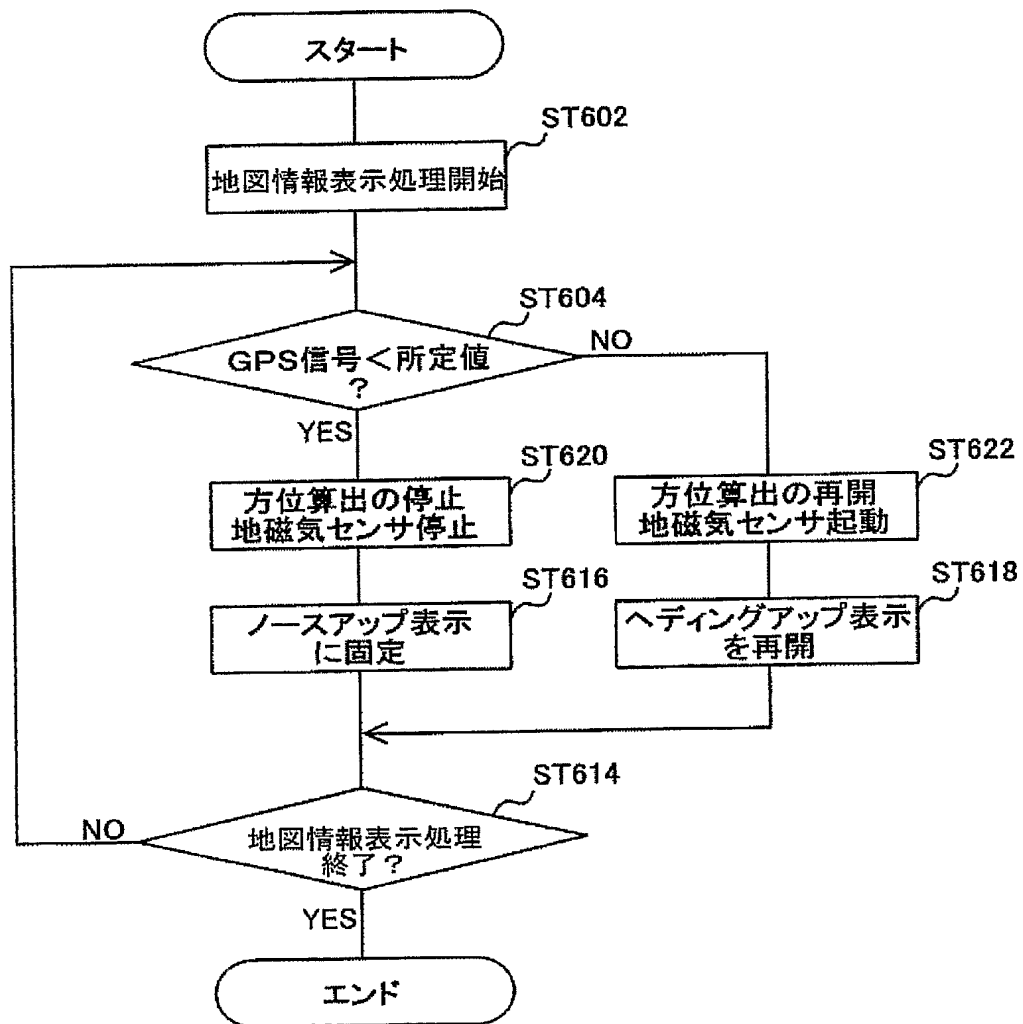 スタート
ST602
地図情報表示処理開始
ST604
GPS信号＜所定値
?
NO
YES
ST620
方位算出の停止
地磁気センサ停止
ST622
方位算出の再開
地磁気センサ起動
ST616
ノースアップ表示
に固定
ST618
ヘディングアップ表示
を再開
ST614
地図情報表示処理
終了?
NO
YES
エンド